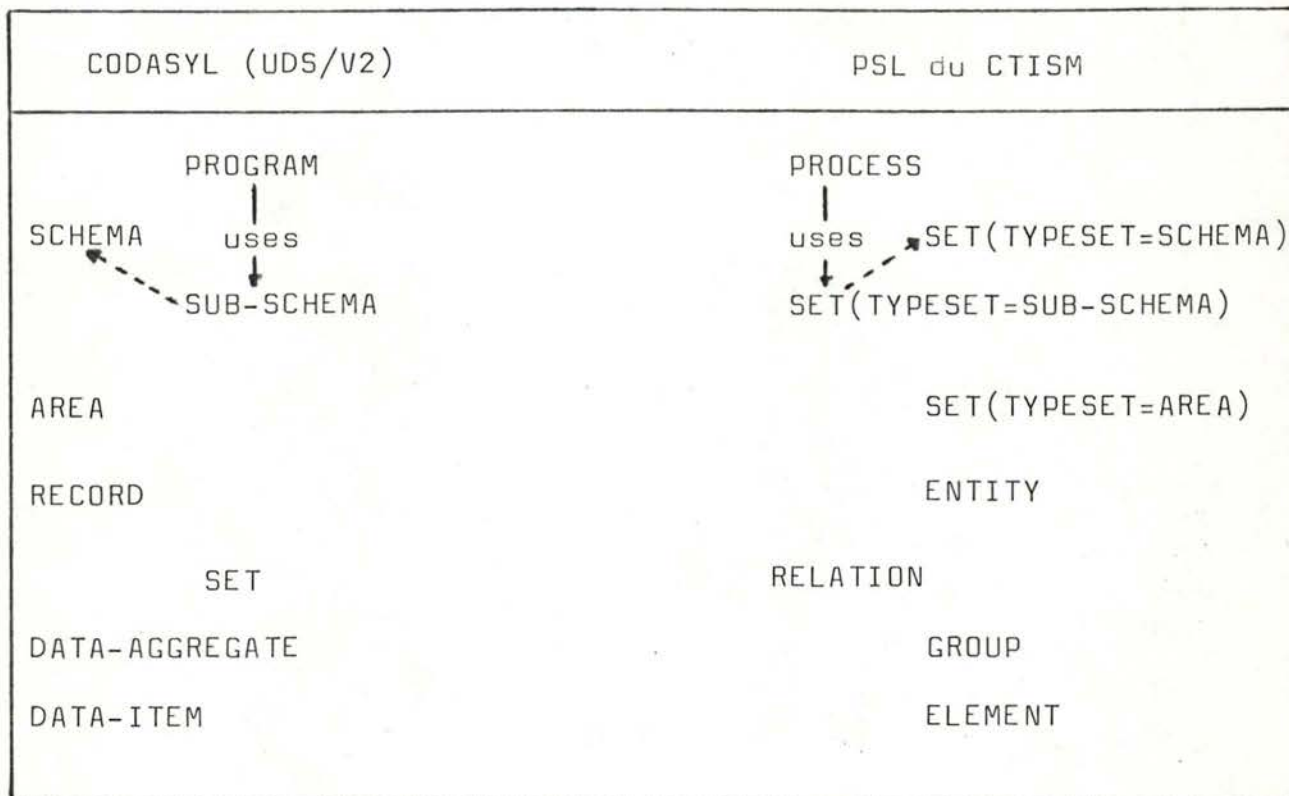 CODASYL (UDS/V2) PSL du CTISM
PROGRAM PROCESS
SCHEMA uses uses SET(TYPESET=SCHEMA)
SUB-SCHEMA SET(TYPESET=SUB-SCHEMA)
AREA SET(TYPESET=AREA)
RECORD ENTITY
SET RELATION
DATA-AGGREGATE GROUP
DATA-ITEM ELEMENT